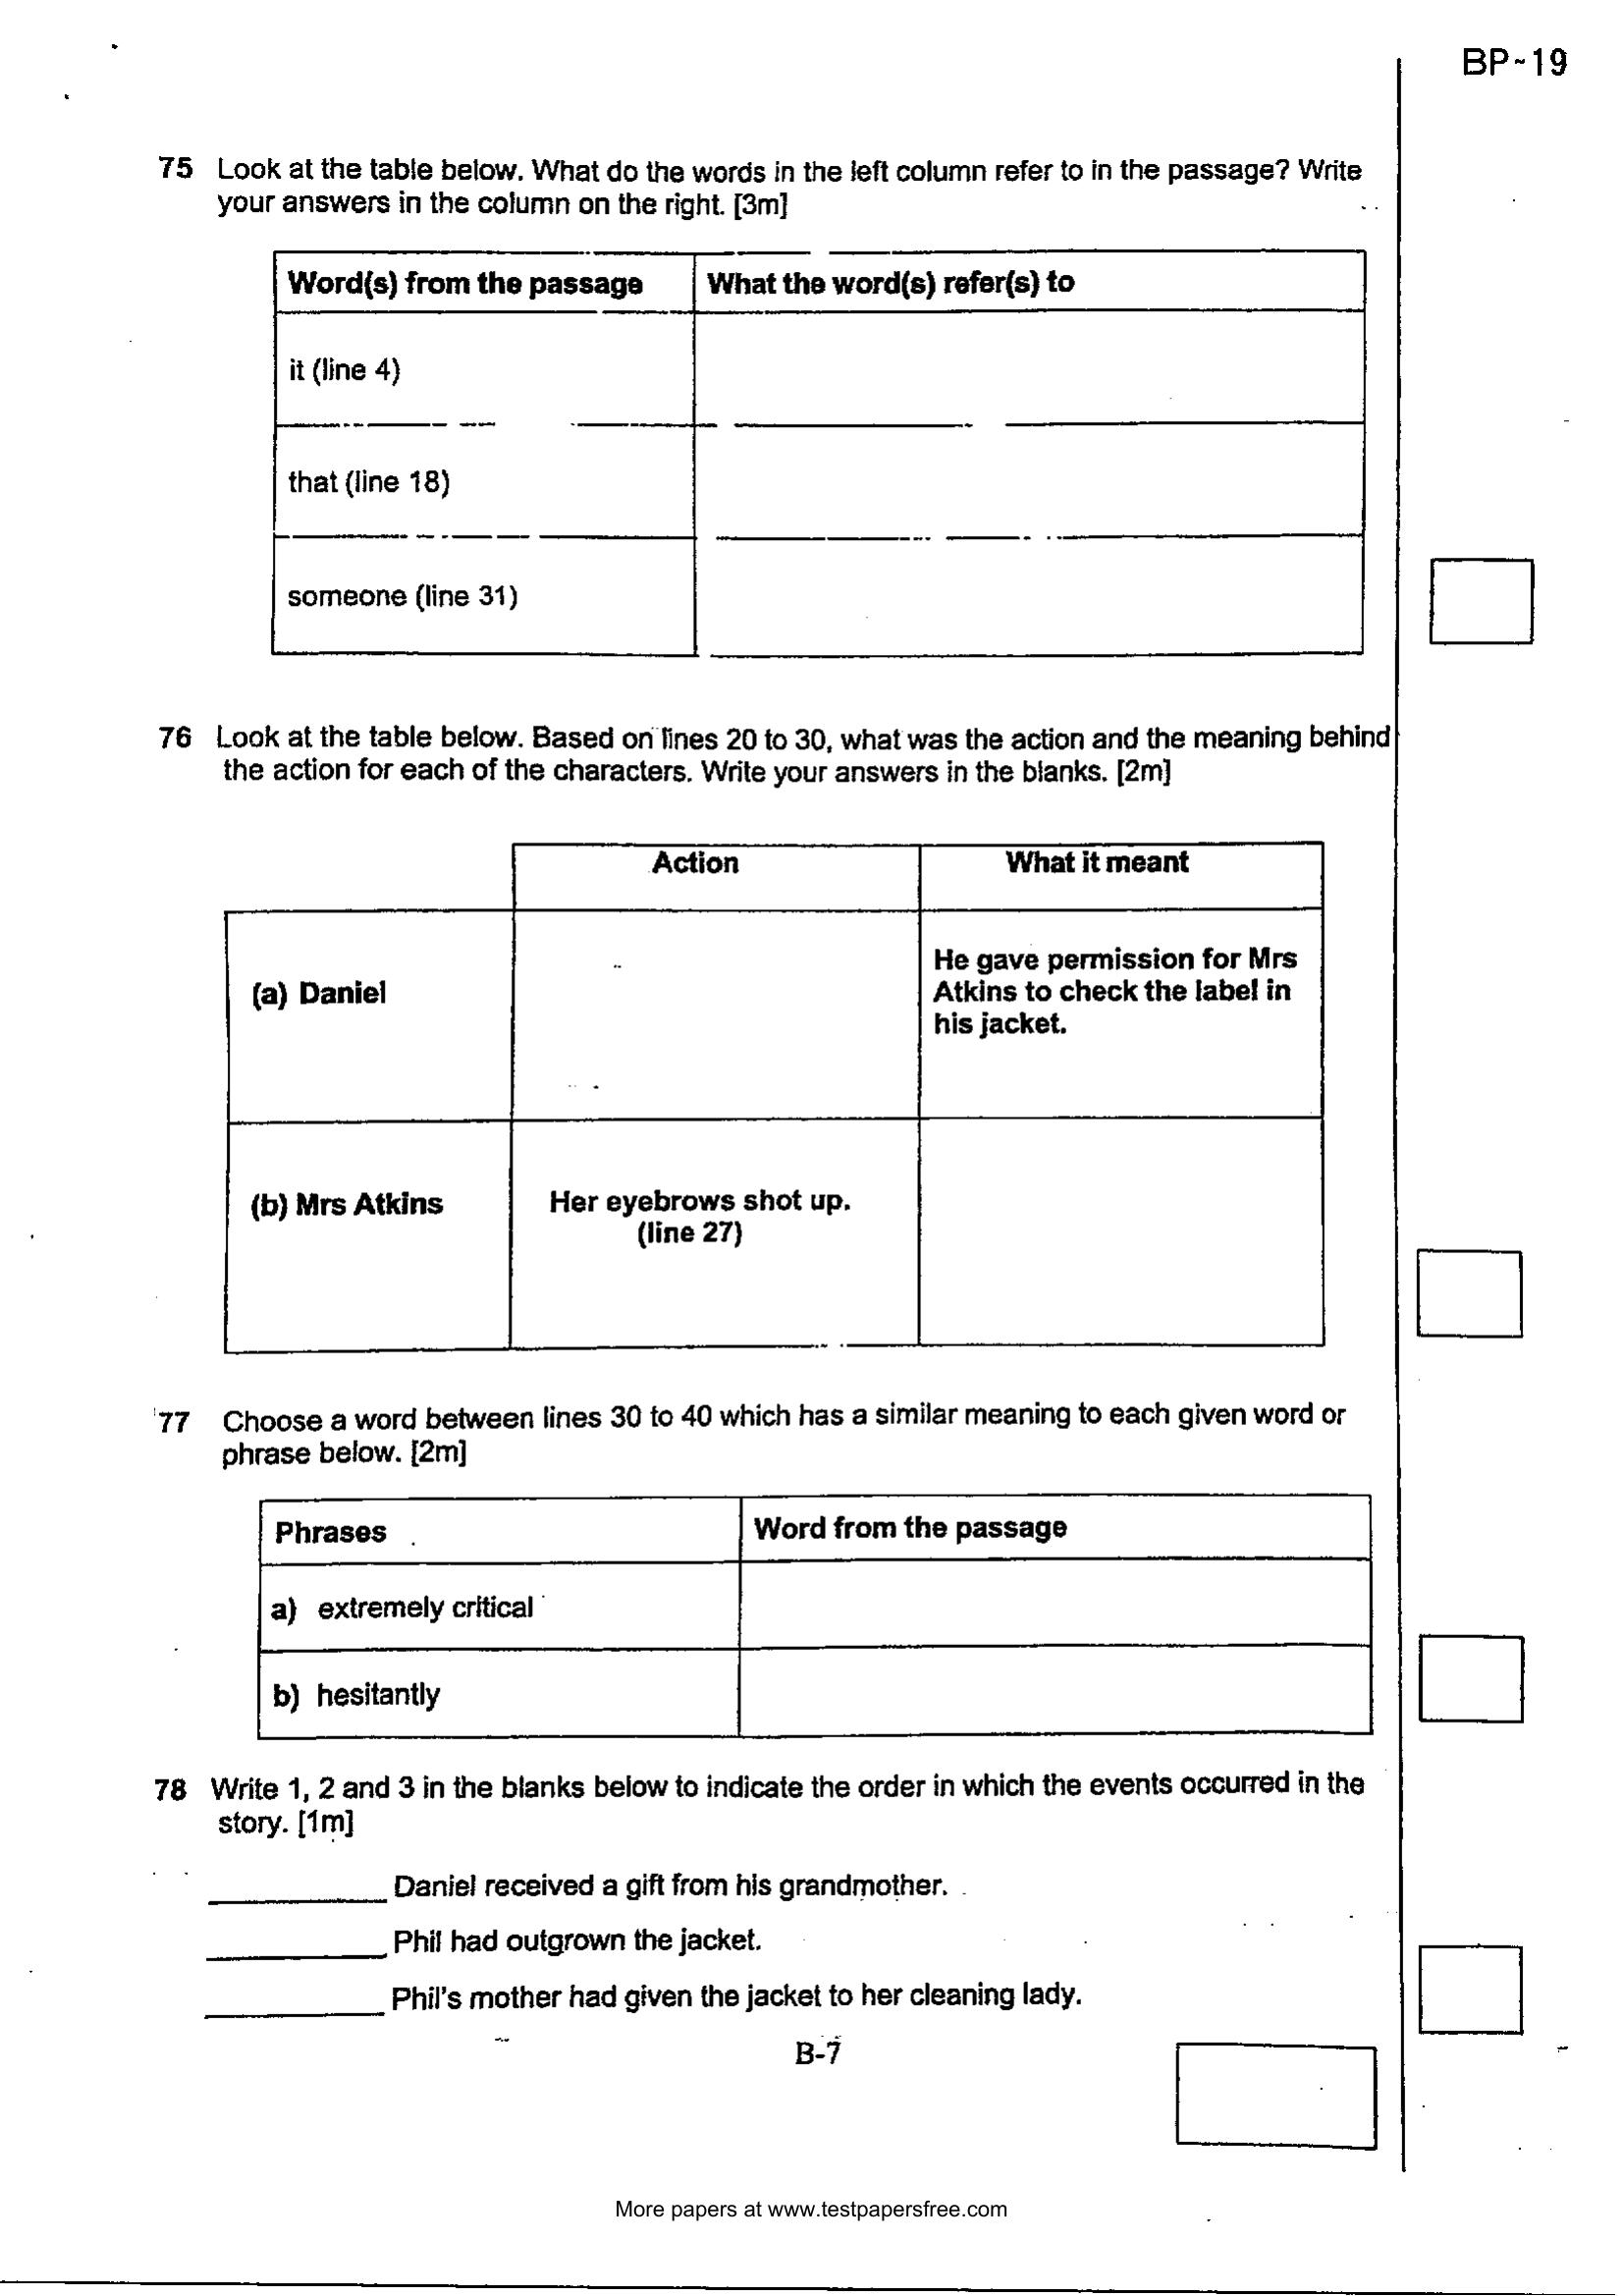 BP~19
75 Look at the table below. What do the words in the left column refer to in the passage? Write
your answers in the column on the right. [3m]
Word(s) from the passage What the word(s) refer(s) to
it (line 4)
that (line 18)
someone (line 31)
76 Look at the table below. Based on lines 20 to 30, what was the action and the meaning behind
the action for each of the characters. Write your answers in the blanks. [2m]
Action What it meant
(a) Daniel
He gave permission for Mrs
Atkins to check the label in
his jacket.
(b) Mrs Atkins
Her eyebrows shot up.
(line 27)
77 Choose a word between lines 30 to 40 which has a similar meaning to each given word or
phrase below. [2m]
Phrases Word from the passage
a) extremely critical
b) hesitantly
78 Write 1, 2 and 3 in the blanks below to indicate the order in which the events occurred in the
story. [1m]
Daniel received a gift from his grandmother.
Phil had outgrown the jacket.
Phil's mother had given the jacket to her cleaning lady.
B-7
More papers at www.testpapersfree.com